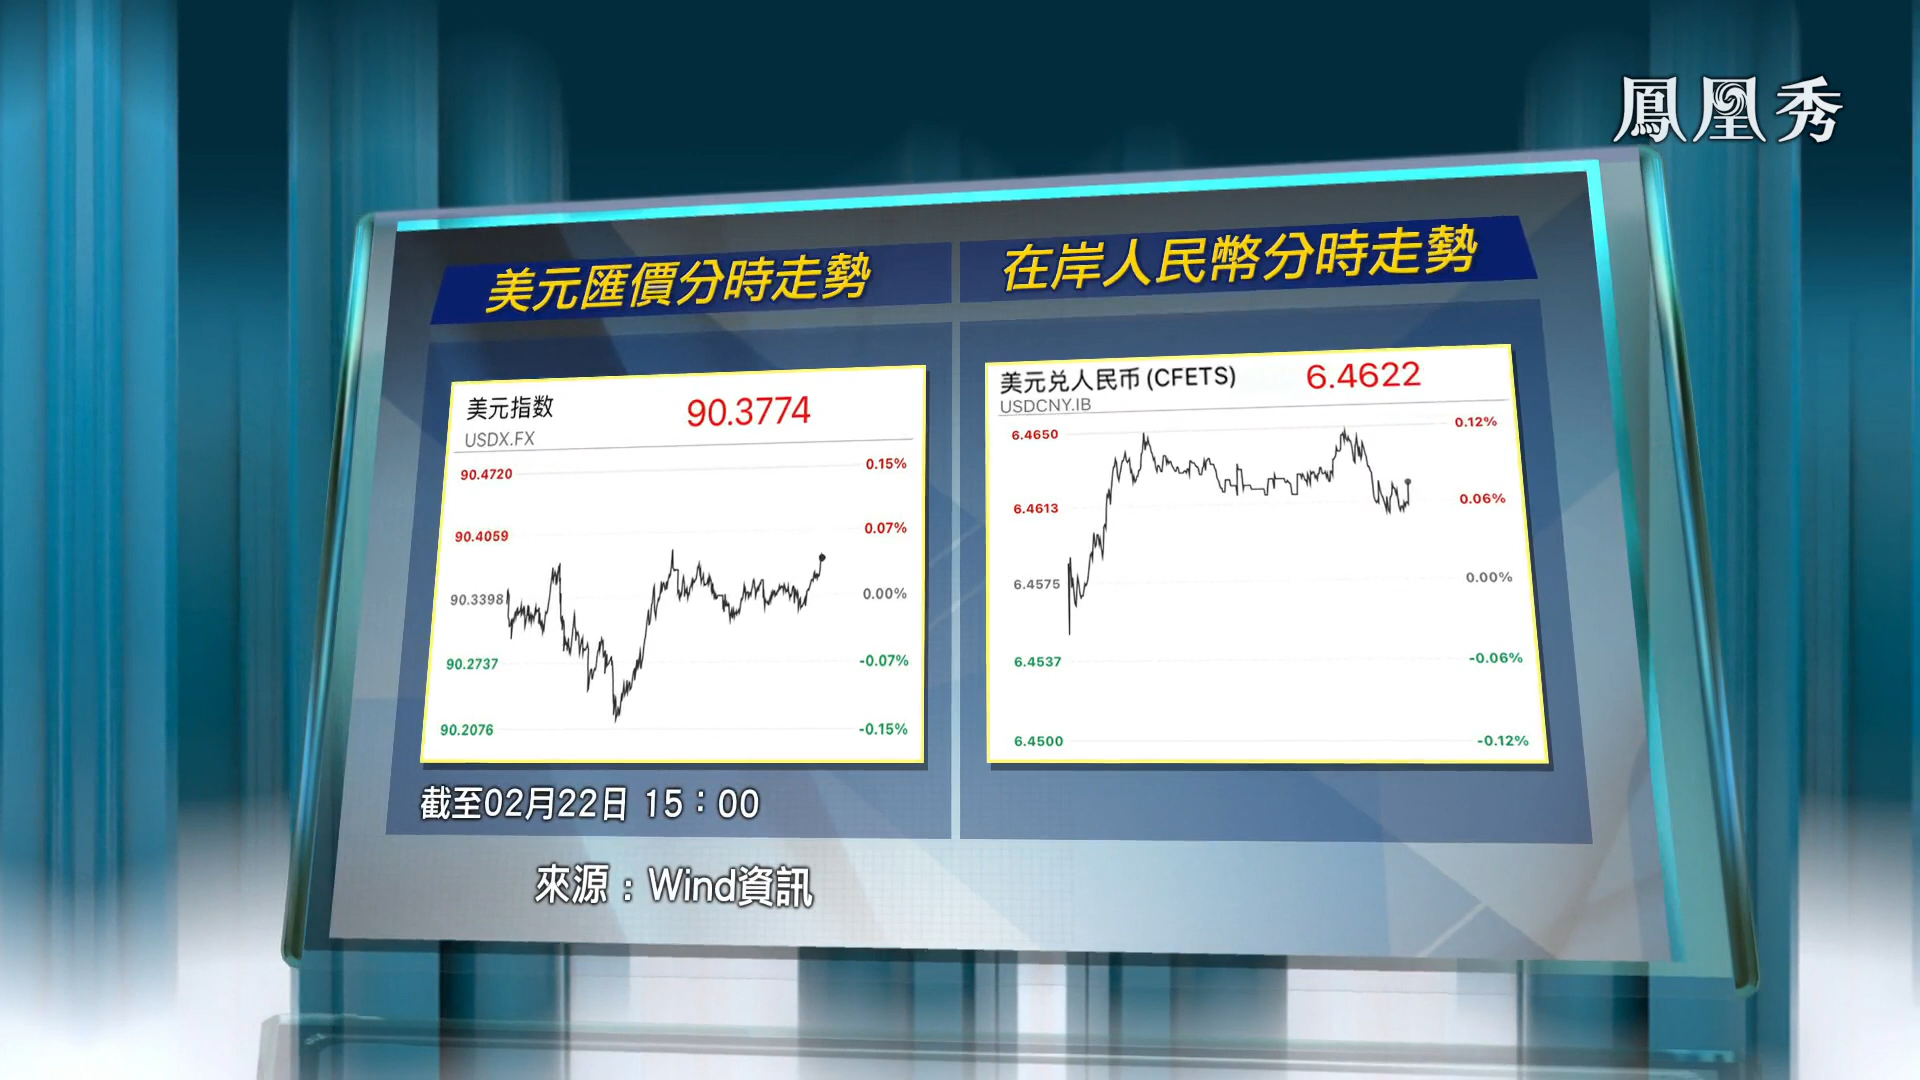 鳳凰秀
美元匯價分時走勢
在岸人民幣分時走勢
美元指数
90.3774
USDX.FX
90.4720
0.15%
90.4059
0.07%
90.3398
0.00%
90.2737
-0.07%
90.2076
-0.15%
美元兑人民币(CFETS)
6.4622
USDCNY.IB
6.4650
0.12%
6.4613
0.06%
6.4575
0.00%
6.4537
-0.06%
6.4500
-0.12%
截至02月22日 15：00
來源：Wind資訊